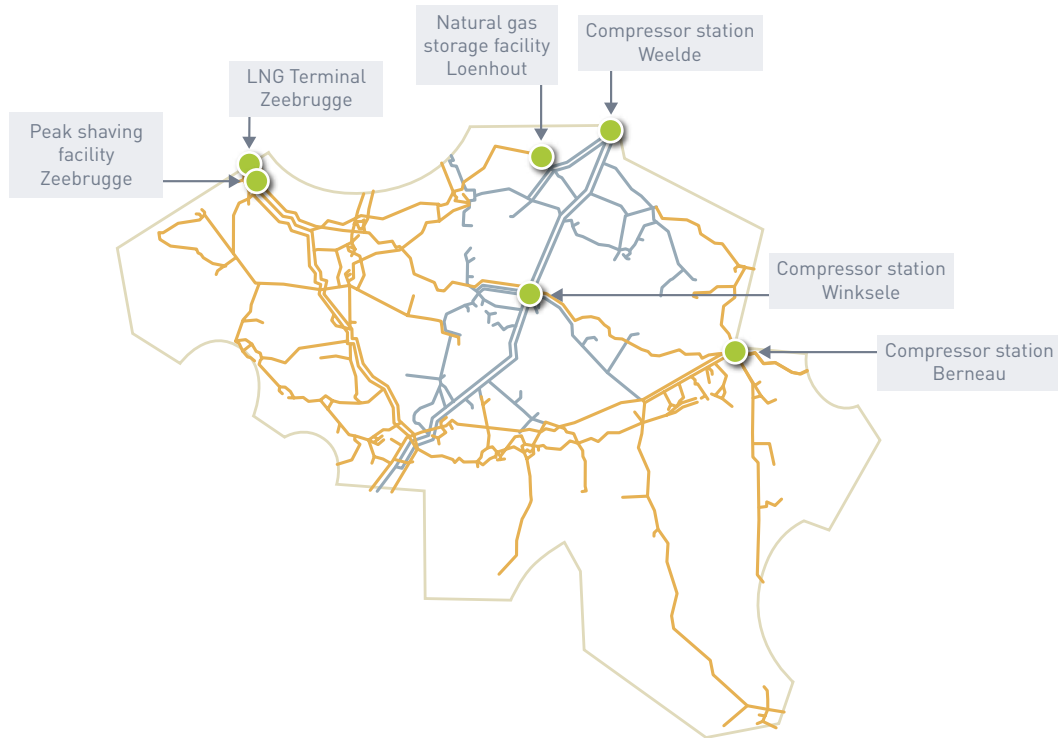 Natural gas
storage facility
Loenhout
Compressor station
Weelde
LNG Terminal
Zeebrugge
Peak shaving
facility
Zeebrugge
Compressor station
Winksele
Compressor station
Berneau